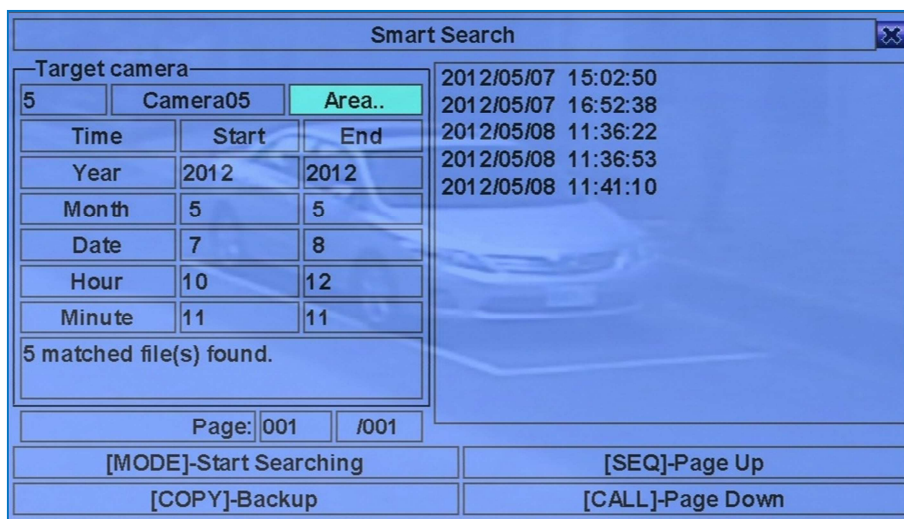 Smart Search
Target camera
5 Camera05 Area..
Time Start End
Year 2012 2012
Month 5 5
Date 7 8
Hour 10 12
Minute 11 11
5 matched file(s) found.
Page: 001 /001
2012/05/07 15:02:50
2012/05/07 16:52:38
2012/05/08 11:36:22
2012/05/08 11:36:53
2012/05/08 11:41:10
[MODE]-Start Searching
[SEQ]-Page Up
[COPY]-Backup
[CALL]-Page Down